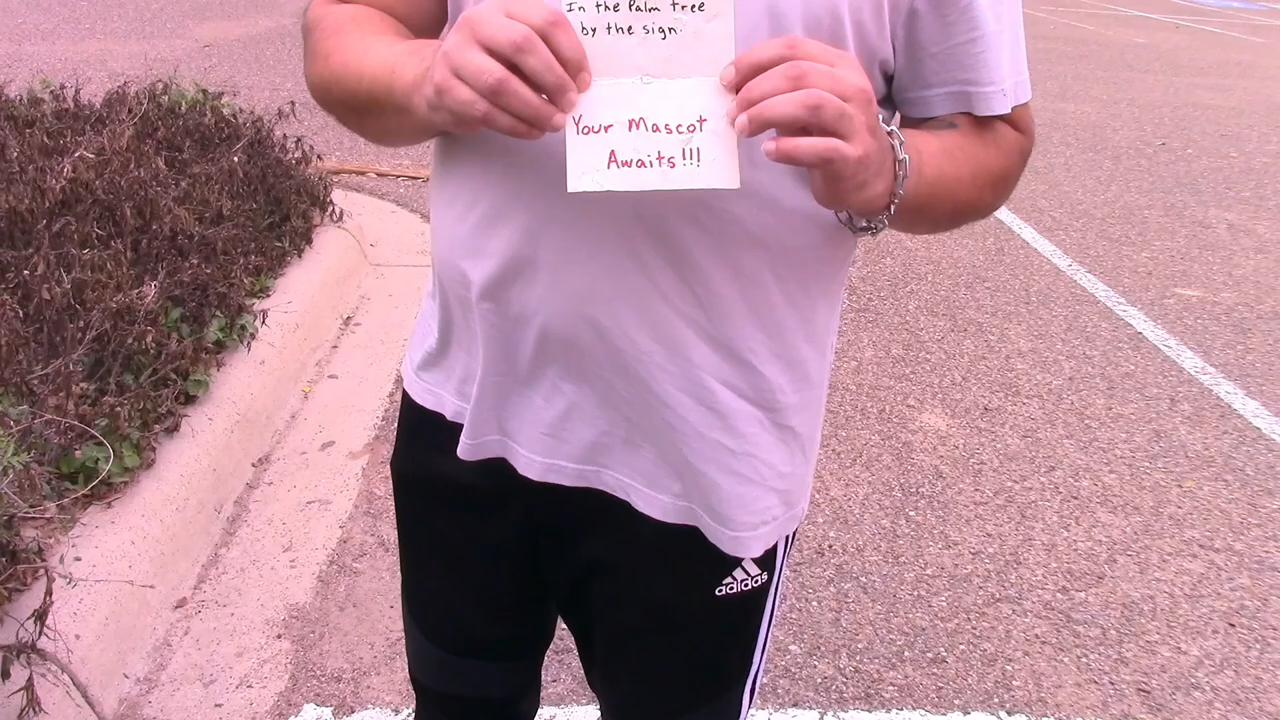 In the Palm tree
by the sign.
Your Mascot
Awaits!!!
adidas